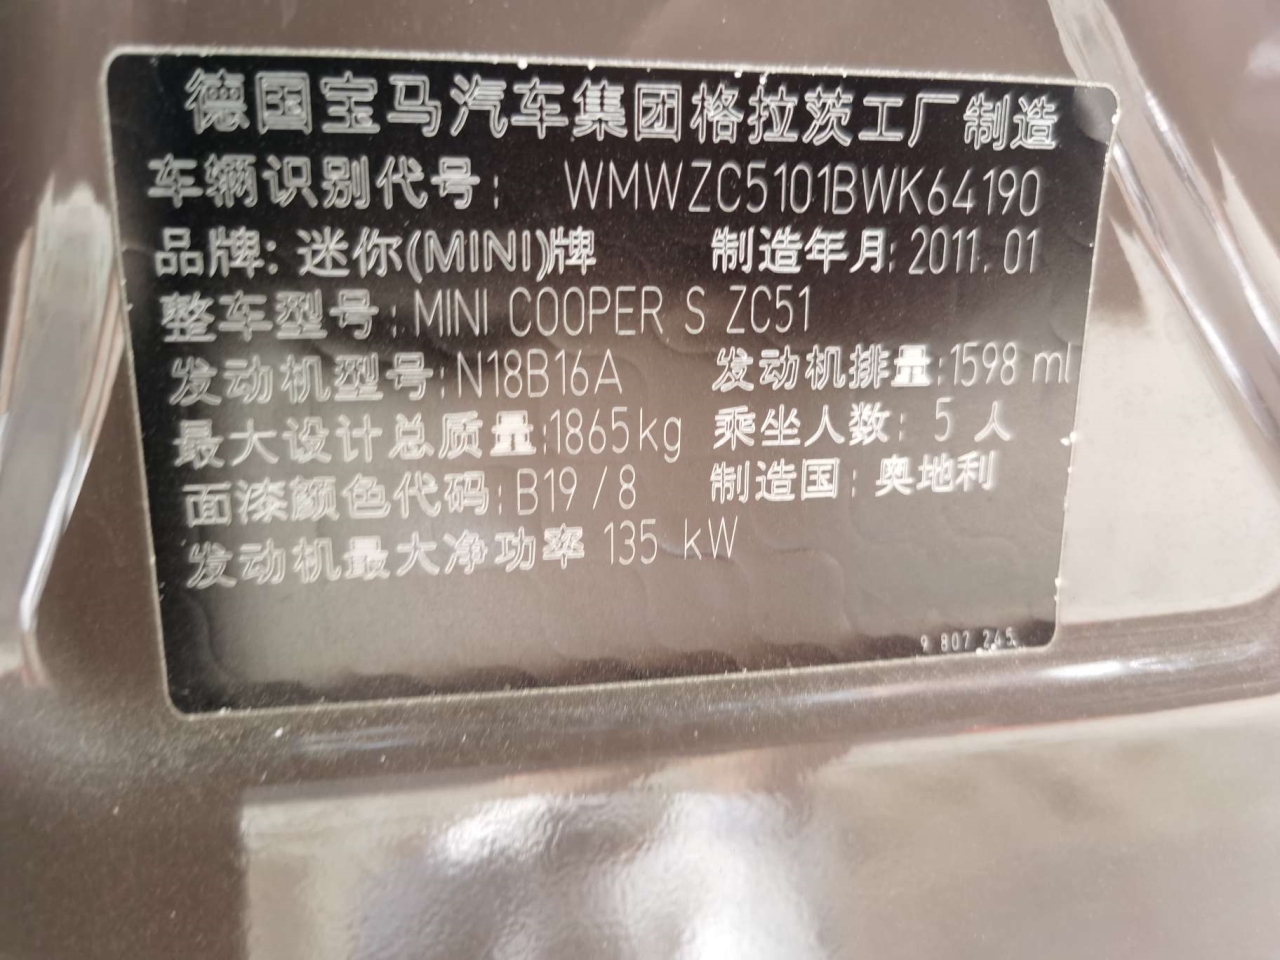 德国宝马汽车集团格拉茨工厂制造
车辆识别代号: WMWZC5101BWK64190
品牌: 迷你(MINI)牌 制造年月: 2011.01
整车型号: MINI COOPER S ZC51
发动机型号: N18B16A 发动机排量: 1598 ml
最大设计总质量: 1865kg 乘坐人数: 5 人
面漆颜色代码: B19/8 制造国: 奥地利
发动机最大净功率 135 kW
9 807 245